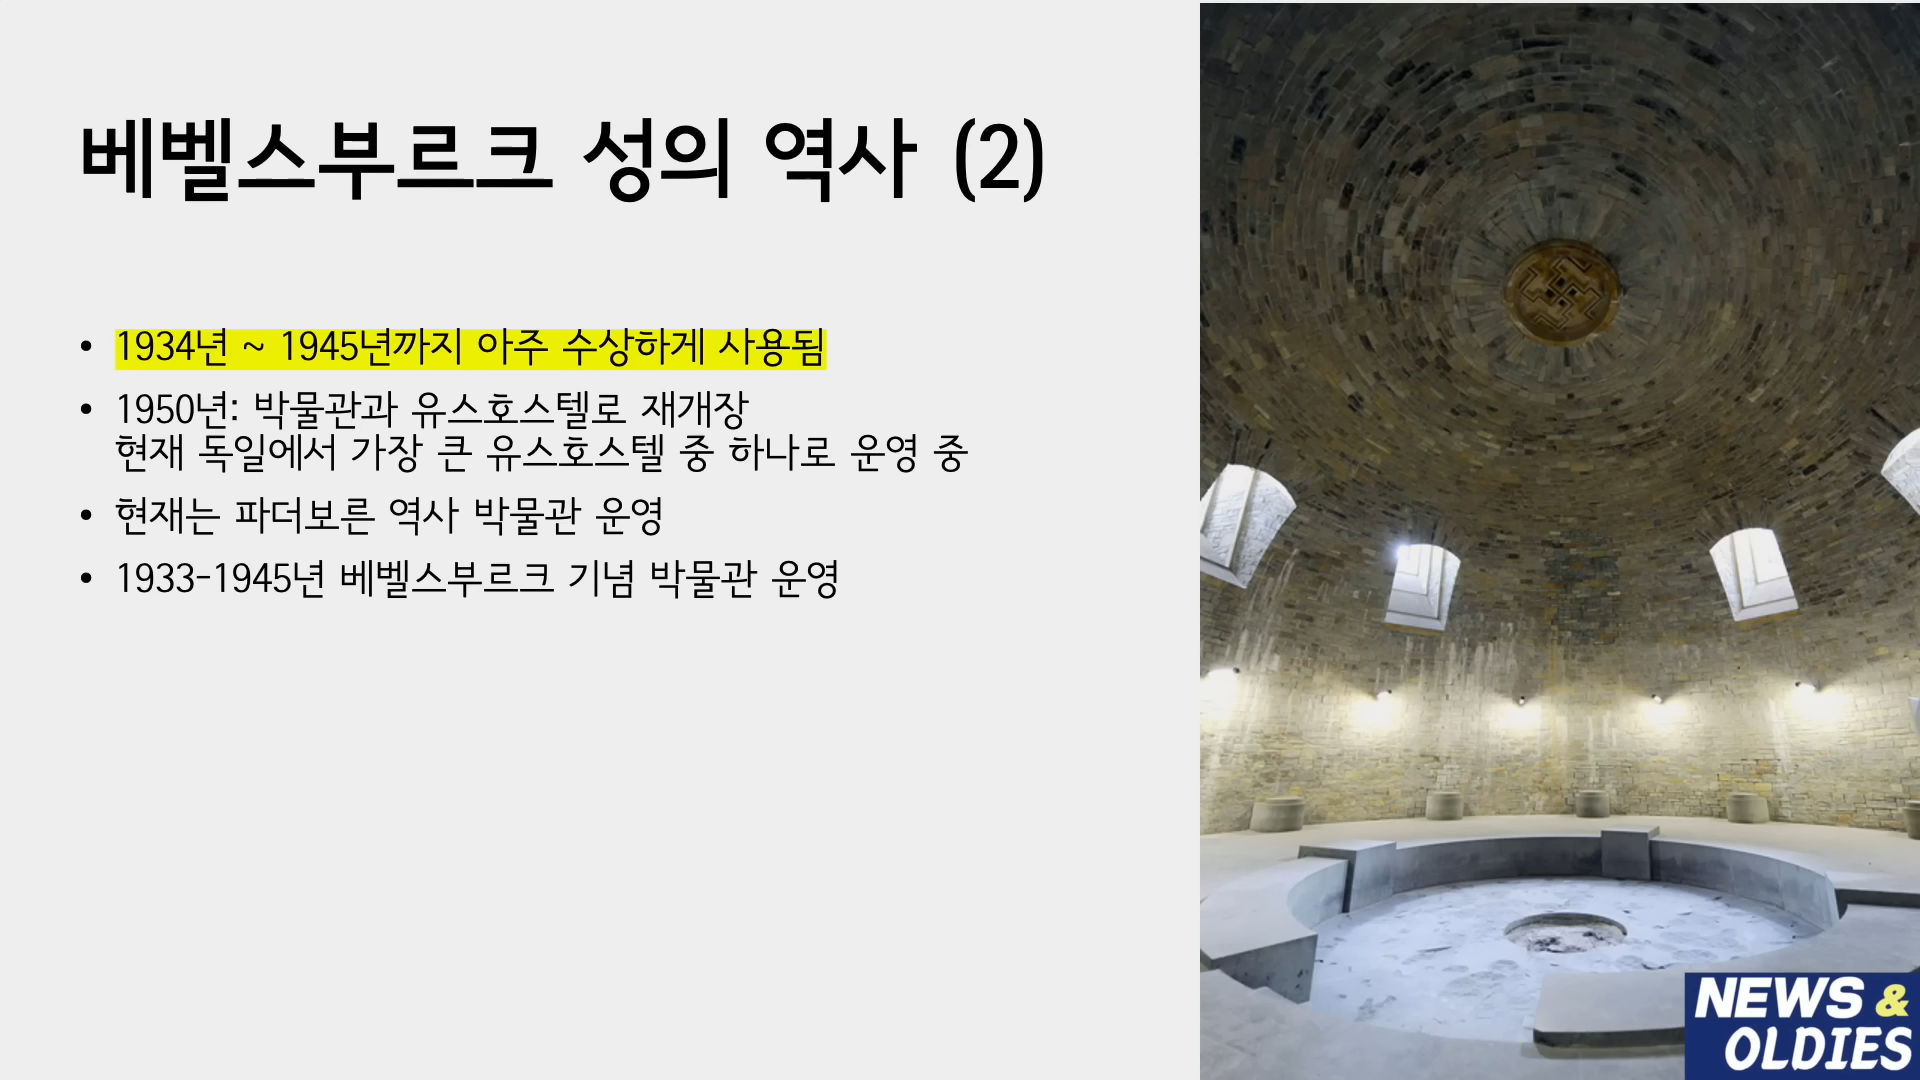 베벨스부르크 성의 역사 (2)
• 1934년 ~ 1945년까지 아주 수상하게 사용됨
• 1950년: 박물관과 유스호스텔로 재개장
현재 독일에서 가장 큰 유스호스텔 중 하나로 운영 중
• 현재는 파더보른 역사 박물관 운영
• 1933-1945년 베벨스부르크 기념 박물관 운영
NEWS &
OLDIES